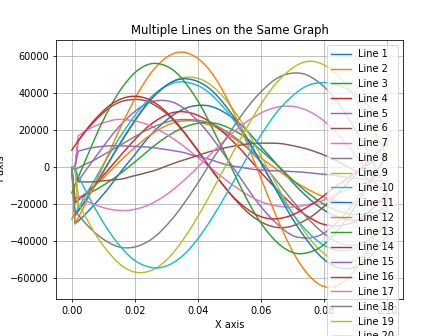 Multiple Lines on the Same Graph
60000
40000
20000
0
−20000
−40000
−60000
0.00
0.02
0.04
0.06
X axis
Line 1
Line 2
Line 3
Line 4
Line 5
Line 6
Line 7
Line 8
Line 9
Line 10
Line 11
Line 12
Line 13
Line 14
Line 15
Line 16
Line 17
Line 18
Line 19
Line 20